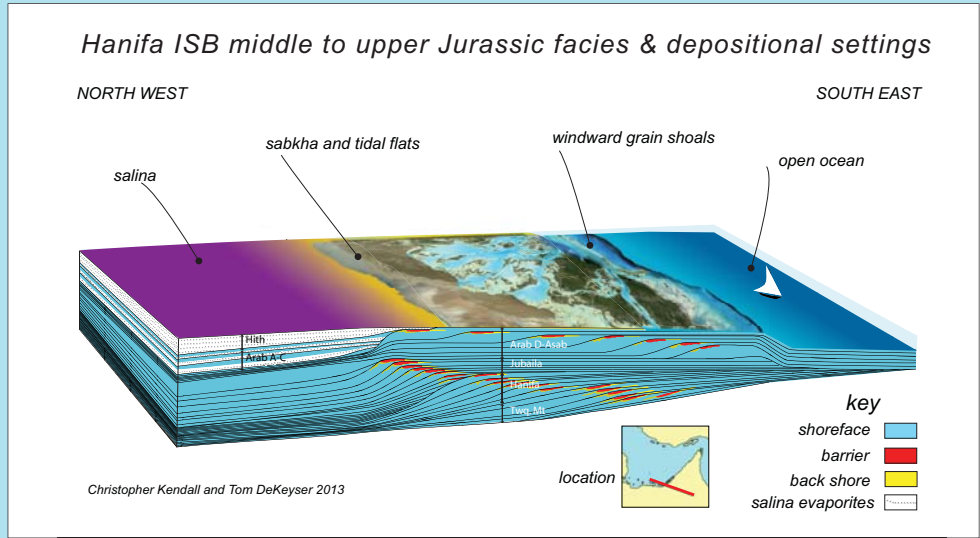 Hanifa ISB middle to upper Jurassic facies & depositional settings
NORTH WEST
SOUTH EAST
salina
sabkha and tidal flats
windward grain shoals
open ocean
Hith
Arab A-C
Arab D-Asab
Jubaila
Hanifa
Twq Mt
key
shoreface
barrier
back shore
salina evaporites
location
Christopher Kendall and Tom DeKeyser 2013